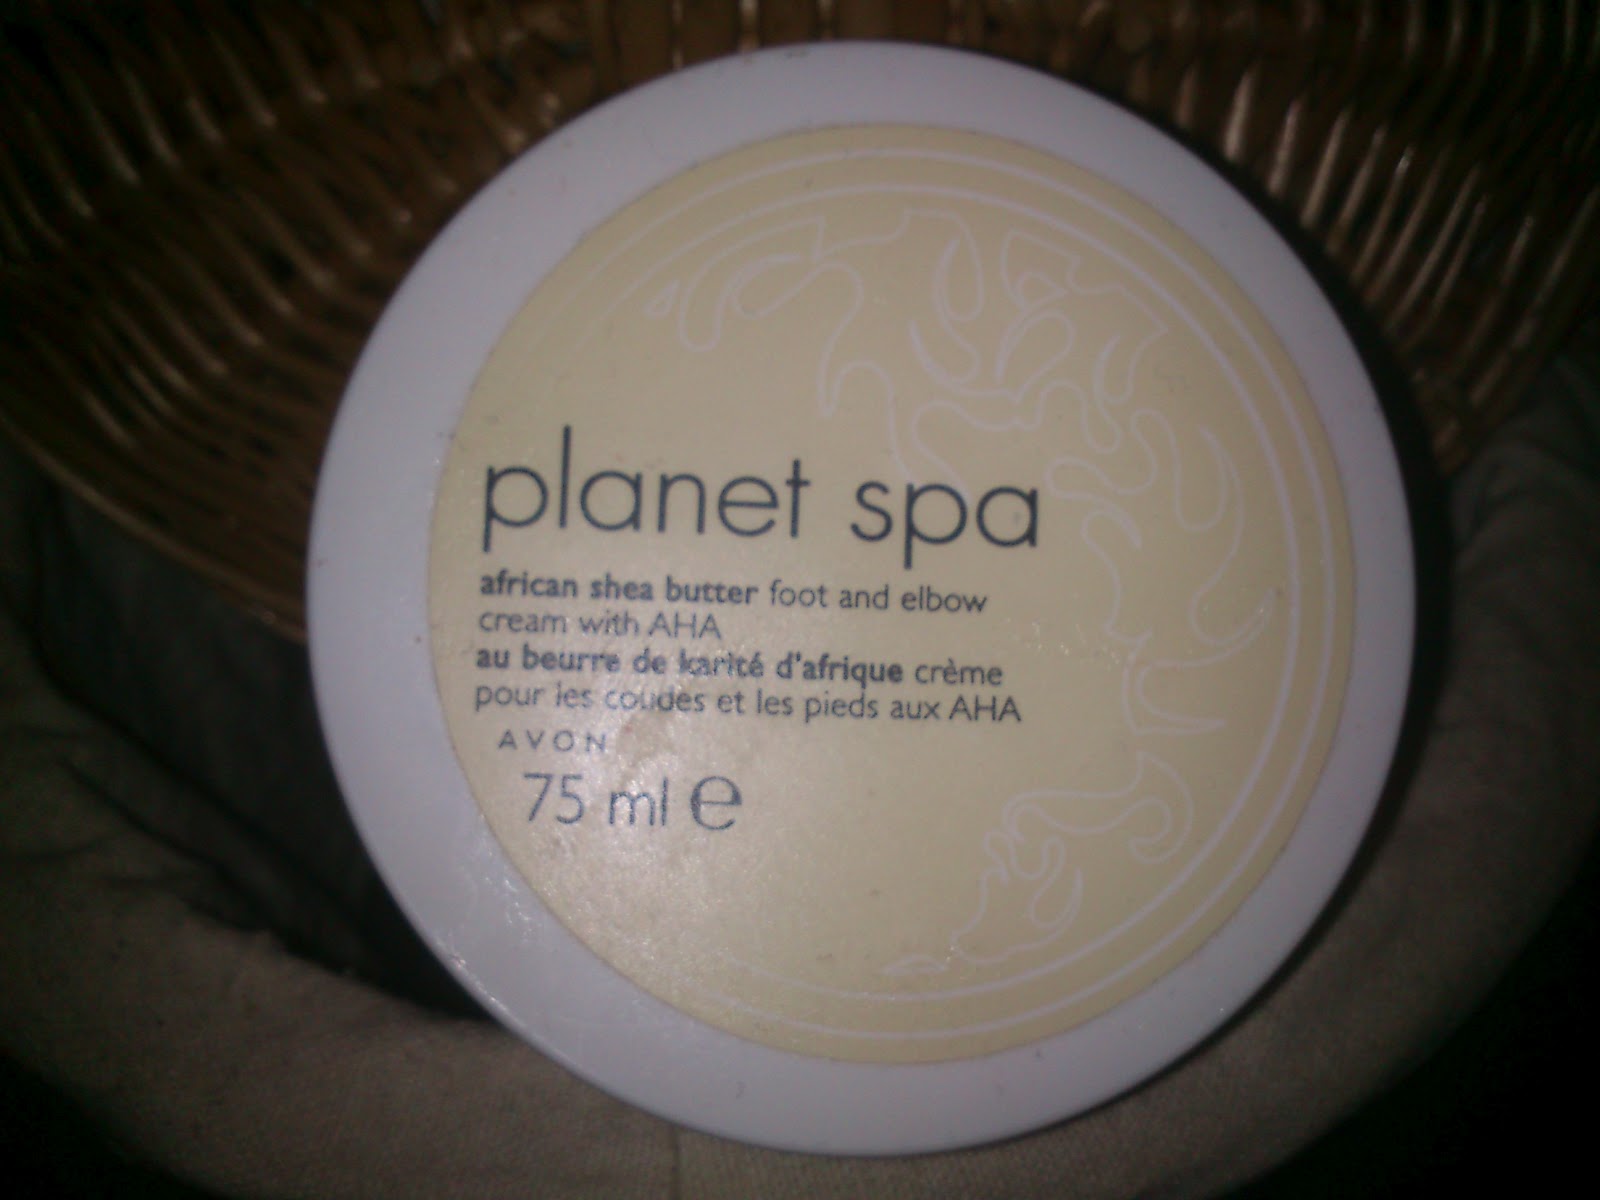 planet spa
african shea butter foot and elbow
cream with AHA
au beurre de karité d'afrique crème
pour les coudes et les pieds aux AHA
AVON
75 ml ℮